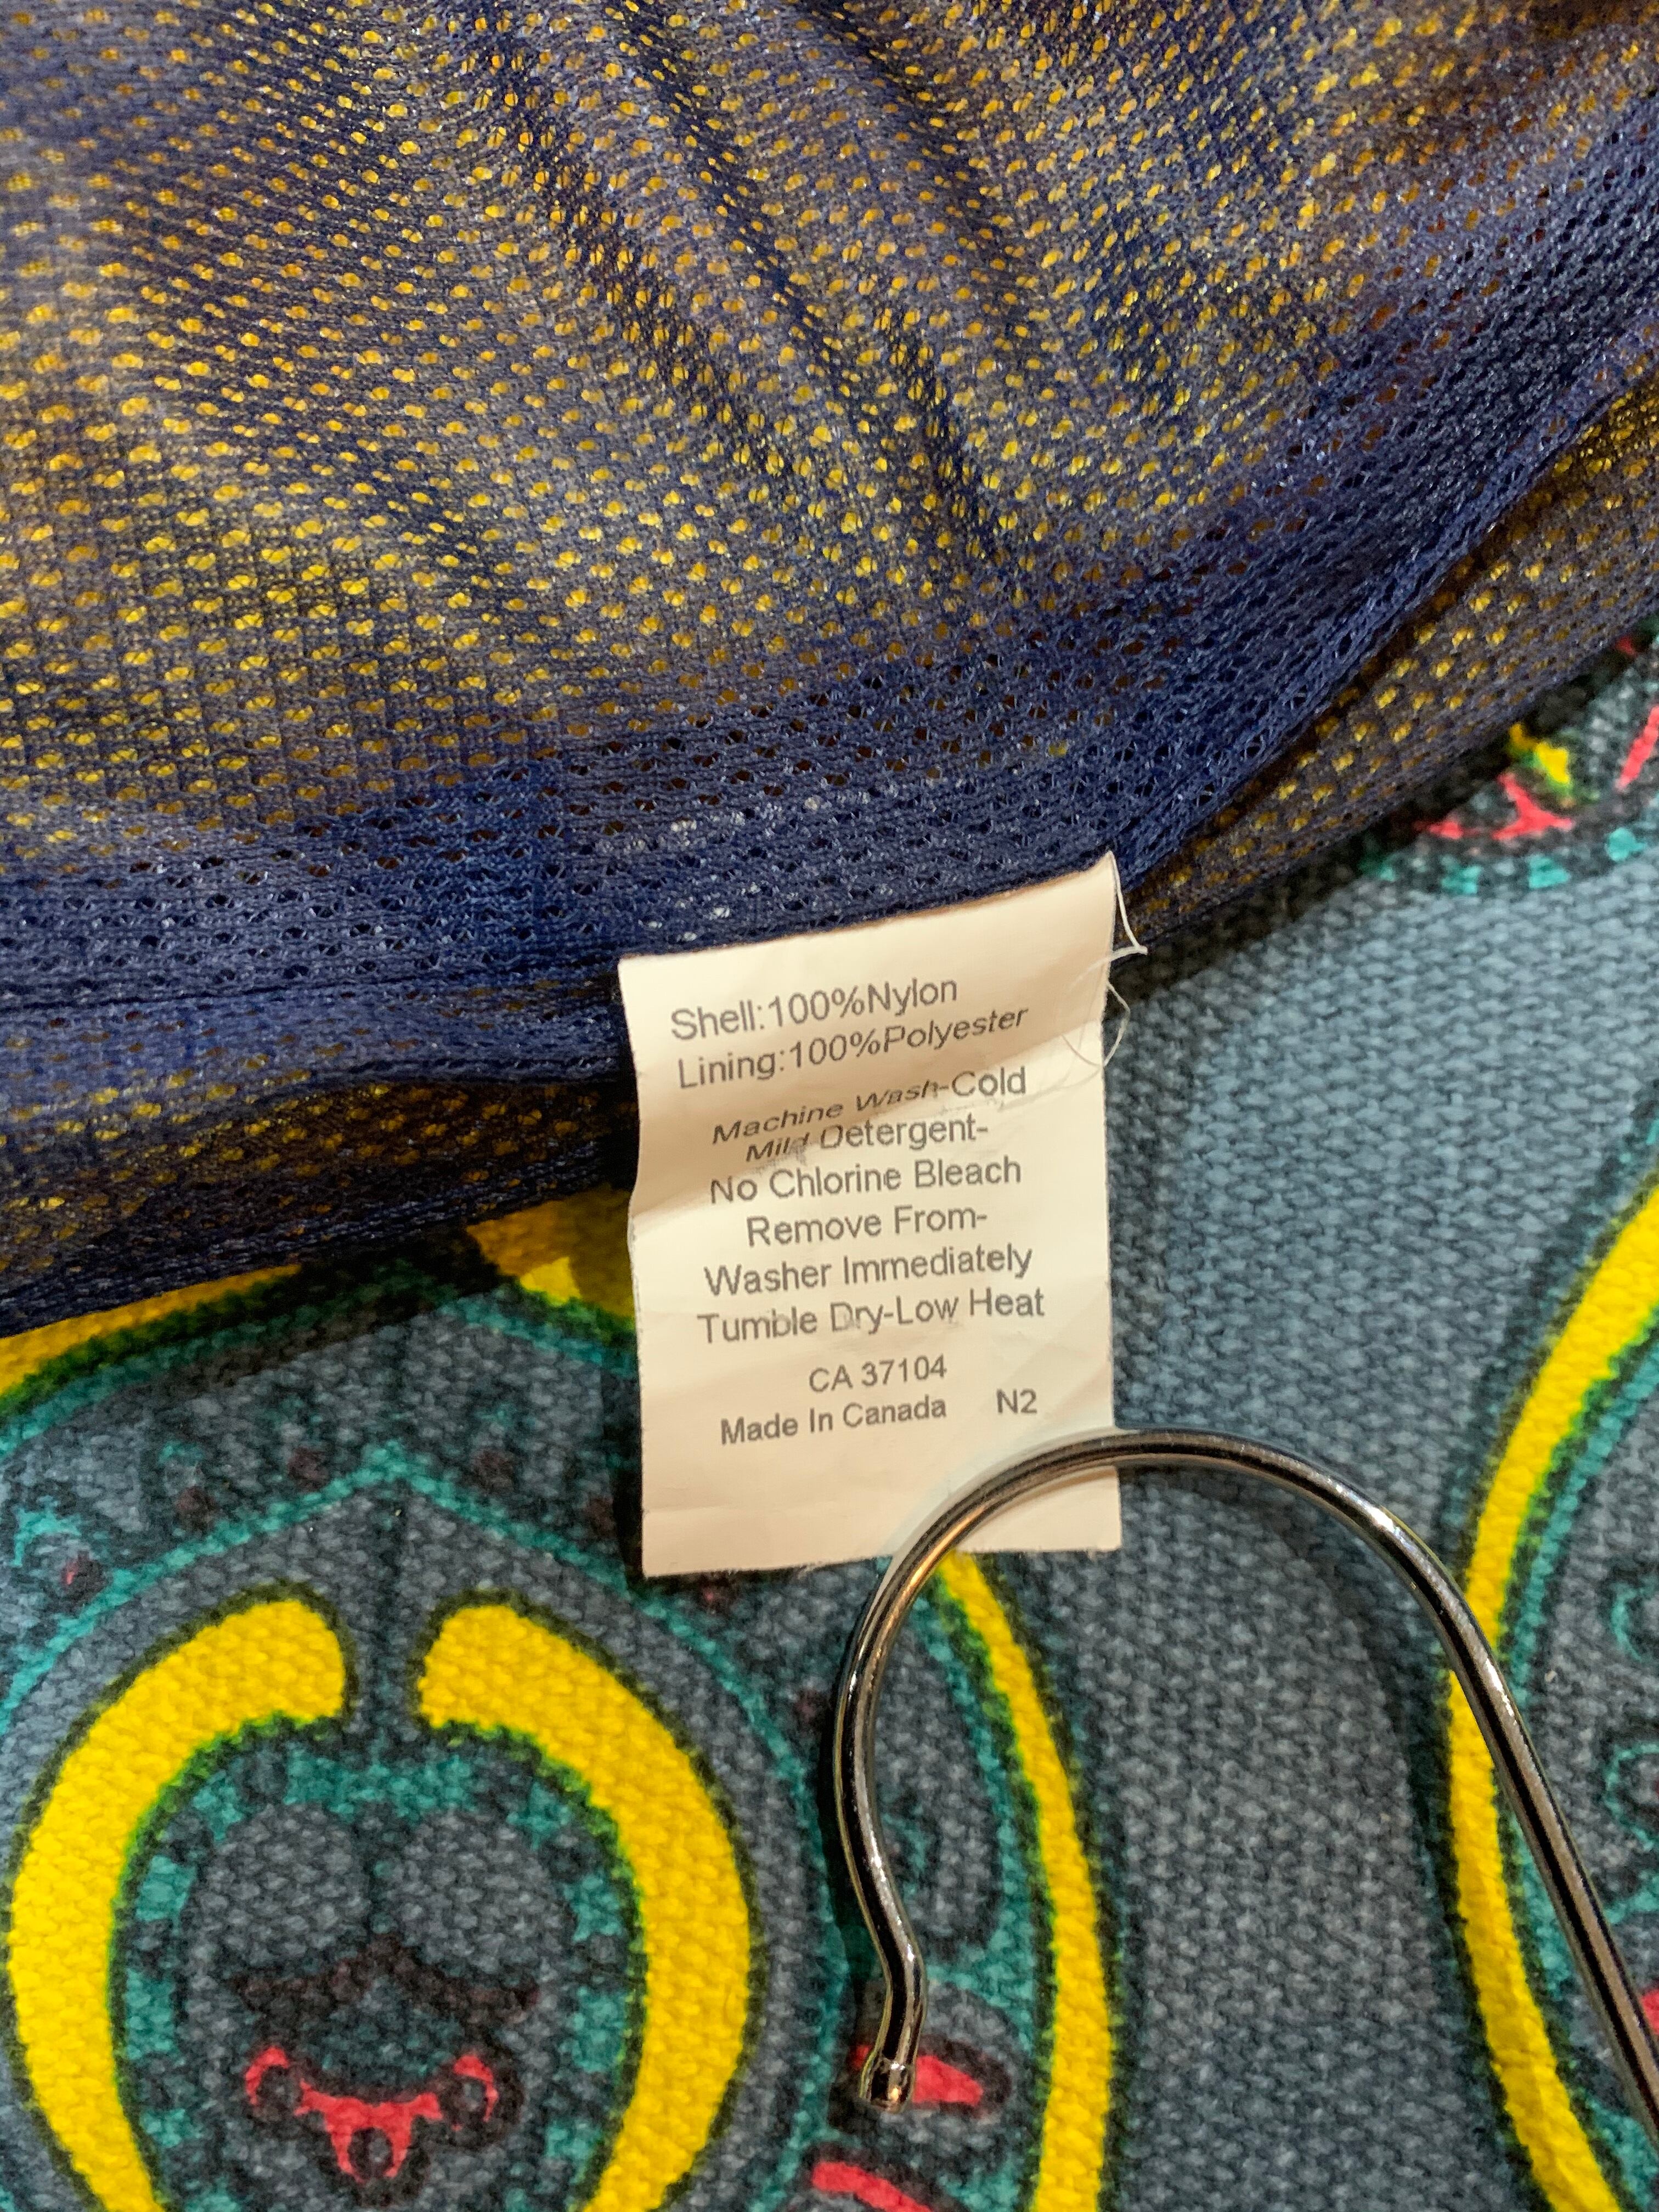 Shell:100%Nylon
Lining:100%Polyester
Machine Wash-Cold
Mild Detergent-
No Chlorine Bleach
Remove From-
Washer Immediately
Tumble Dry-Low Heat
CA 37104
Made In Canada N2